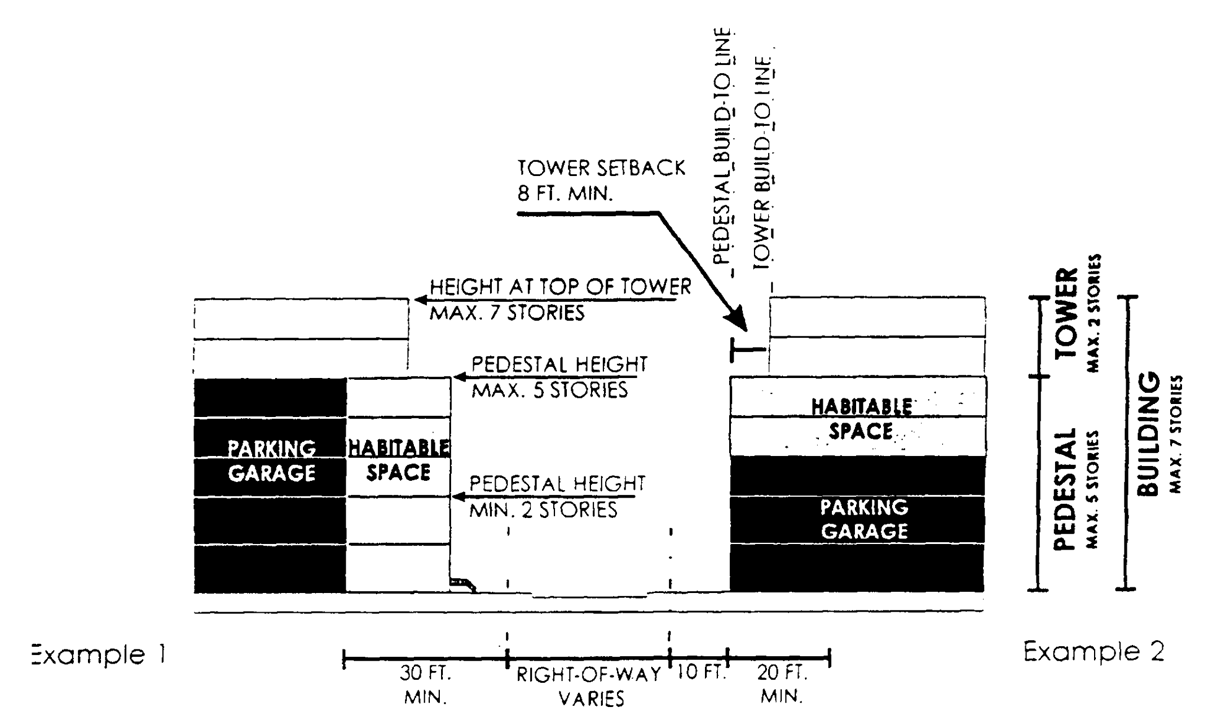 PEDESTAL BUILD-TO LINE
TOWER BUILD-TO LINE
TOWER SETBACK
8 FT. MIN.
HEIGHT AT TOP OF TOWER
MAX. 7 STORIES
PEDESTAL HEIGHT
MAX. 5 STORIES
PARKING
GARAGE
HABITABLE
SPACE
PEDESTAL HEIGHT
MIN. 2 STORIES
HABITABLE
SPACE
PARKING
GARAGE
TOWER
MAX. 2 STORIES
PEDESTAL
MAX. 5 STORIES
BUILDING
MAX. 7 STORIES
Example 1
30 FT.
MIN.
RIGHT-OF-WAY
VARIES
10 FT.
20 FT.
MIN.
Example 2